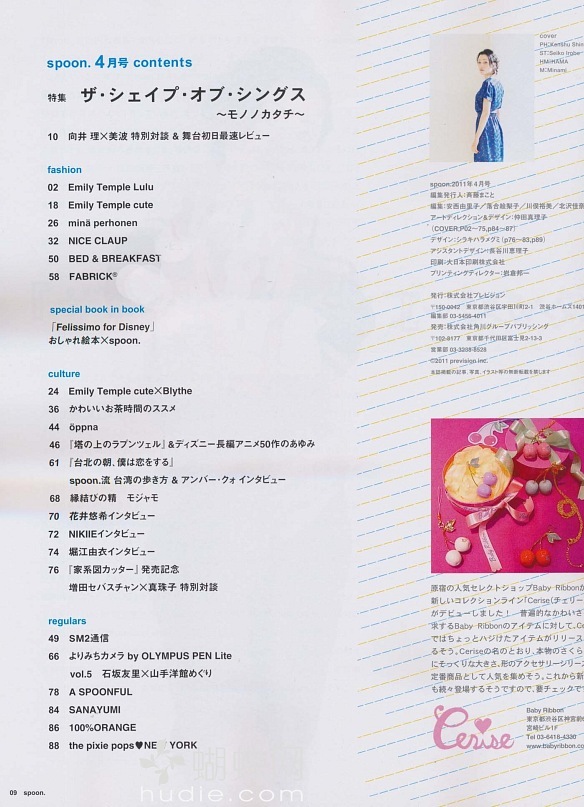 spoon. 4月号 contents
特集 ザ・シェイプ・オブ・シングス
〜モノノカタチ〜
10 向井 理×美波 特別対談 & 舞台初日最速レビュー
fashion
02 Emily Temple Lulu
18 Emily Temple cute
26 minä perhonen
32 NICE CLAUP
50 BED & BREAKFAST
58 FABRICK®
special book in book
「Felissimo for Disney」
おしゃれ絵本×spoon.
culture
24 Emily Temple cute×Blythe
36 かわいいお茶時間のススメ
44 öppna
46 『塔の上のラプンツェル』&ディズニー長編アニメ50作のあゆみ
61 『台北の朝、僕は恋をする』
spoon.流 台湾の歩き方 & アンバー・クォ インタビュー
68 縁結びの精 モジャモ
70 花井悠希インタビュー
72 NIKIIEインタビュー
74 堀江由衣インタビュー
76 『家系図カッター』発売記念
増田セバスチャン×真珠子 特別対談
regulars
49 SM2通信
66 よりみちカメラ by OLYMPUS PEN Lite
vol.5 石坂友里×山手洋館めぐり
78 A SPOONFUL
84 SANAYUMI
86 100%ORANGE
88 the pixie pops♥NE YORK
09 spoon.
cover
PH:Kenshu Shin
ST:Seiko Irobe
HM:HAMA
M:Minami
spoon.2011年4月号
編集発行人:斉藤まこと
編集:安西由里子/落合絵梨子/川俣裕美/北沢佳奈
アートディレクション&デザイン:仲田真理子
(COVER,P02〜75,p84〜87)
デザイン:シラキハラメグミ(p76〜83,p89)
アシスタントデザイン:長谷川恵理子
印刷:大日本印刷株式会社
プリンティングディレクター:岩倉邦一
発行:株式会社プレビジョン
〒150-0042 東京都渋谷区宇田川町2-1 渋谷ホームズ1401
編集部 03-5456-4011
発売:株式会社角川グループパブリッシング
〒102-8177 東京都千代田区富士見2-13-3
営業部 03-3238-8528
©2011 prevision inc.
本誌掲載の記事、写真、イラスト等の無断転載を禁じます
原宿の人気セレクトショップBaby Ribbonか
新しいコレクションライン「Cerise(チェリー
がデビューしました! 普遍的なかわいさ
求するBaby Ribbonのアイテムに対して、Ce
ではちょっとハジけたアイテムがリリース
るそう。Ceriseの名のとおり、本物のさくら
にそっくりな大きさ、形のアクセサリーシリーズ
定番商品として人気を集めそう。これから新
も続々登場するそうですので、要チェックで
Cerise
Baby Ribbon
東京都渋谷区神宮前
宮崎ビル1F
Tel 03-6416-4330
www.babyribbon.co
hudie.com